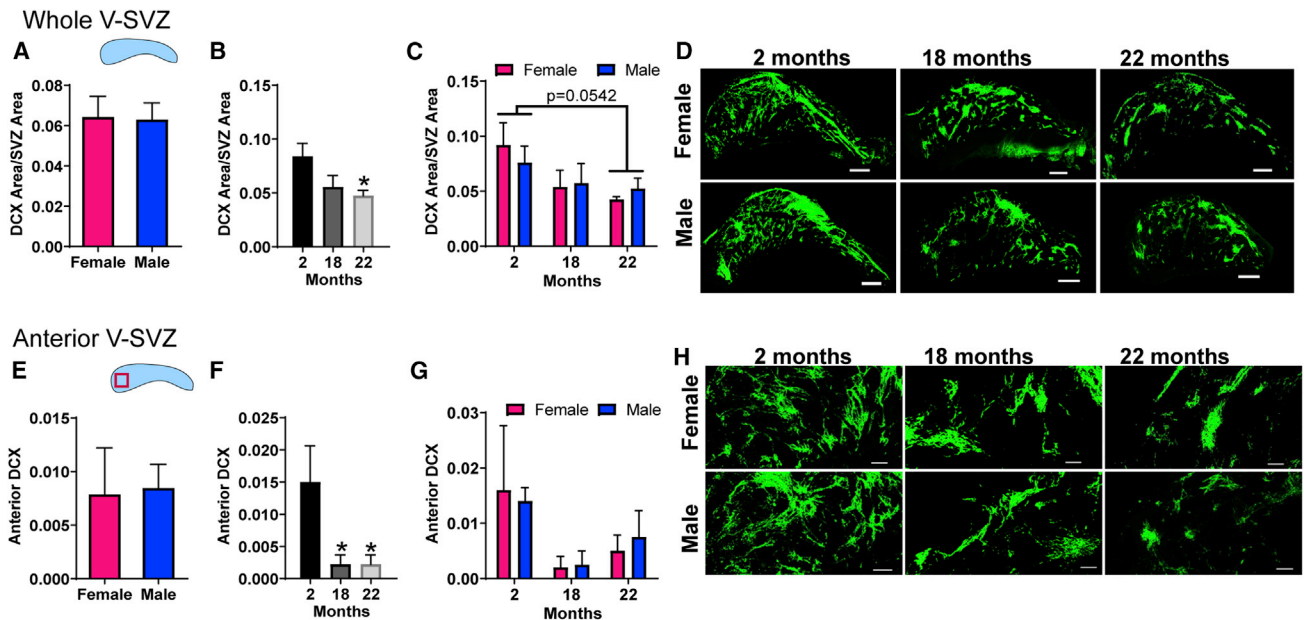 Whole V-SVZ
A
DCX Area/SVZ Area
0.08
0.06
0.04
0.02
0.00
Female Male
B
DCX Area/SVZ Area
0.15
0.10
0.05
0.00
*
2 18 22
Months
C
Female Male
DCX Area/SVZ Area
0.15
0.10
0.05
0.00
p=0.0542
2 18 22
Months
D
2 months 18 months 22 months
Female
Male
Anterior V-SVZ
E
Anterior DCX
0.015
0.010
0.005
0.000
Female Male
F
Anterior DCX
0.025
0.020
0.015
0.010
0.005
0.000
* *
2 18 22
Months
G
Female Male
Anterior DCX
0.03
0.02
0.01
0.00
2 18 22
Months
H
2 months 18 months 22 months
Female
Male